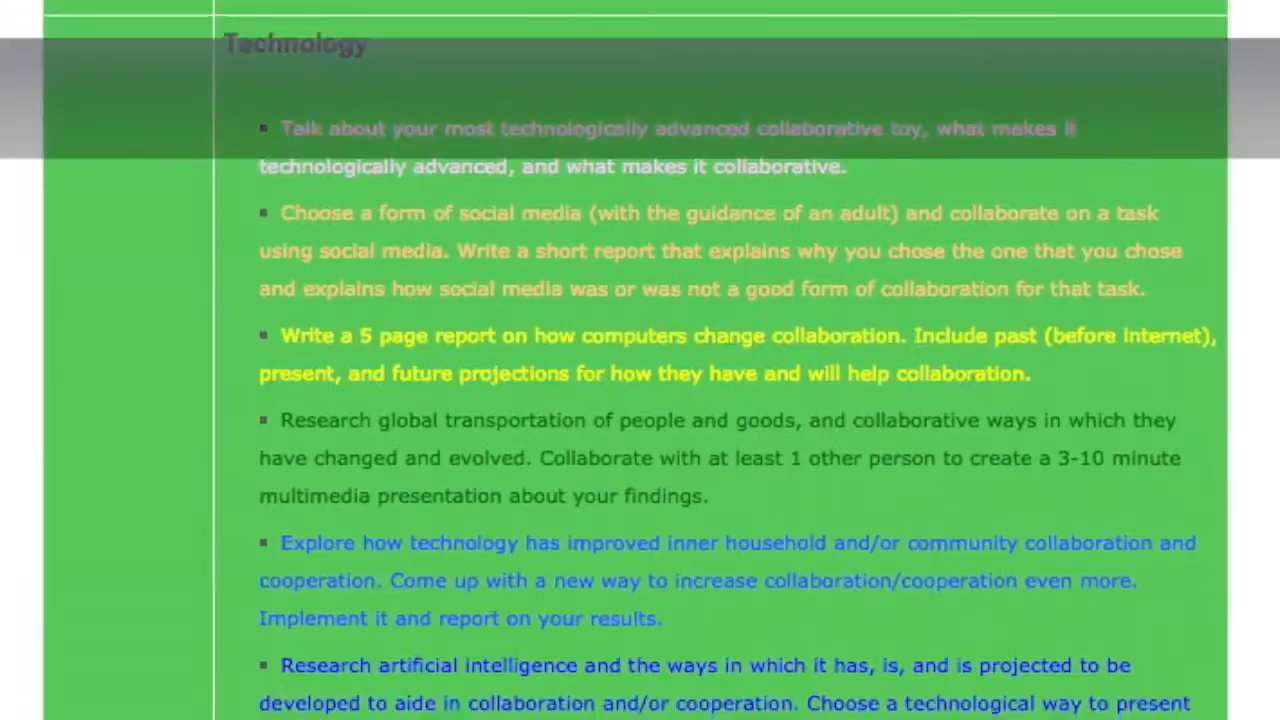 Technology
▪ Talk about your most technologically advanced collaborative toy, what makes it
technologically advanced, and what makes it collaborative.
▪ Choose a form of social media (with the guidance of an adult) and collaborate on a task
using social media. Write a short report that explains why you chose the one that you chose
and explains how social media was or was not a good form of collaboration for that task.
▪ Write a 5 page report on how computers change collaboration. Include past (before internet),
present, and future projections for how they have and will help collaboration.
▪ Research global transportation of people and goods, and collaborative ways in which they
have changed and evolved. Collaborate with at least 1 other person to create a 3-10 minute
multimedia presentation about your findings.
▪ Explore how technology has improved inner household and/or community collaboration and
cooperation. Come up with a new way to increase collaboration/cooperation even more.
Implement it and report on your results.
▪ Research artificial intelligence and the ways in which it has, is, and is projected to be
developed to aide in collaboration and/or cooperation. Choose a technological way to present